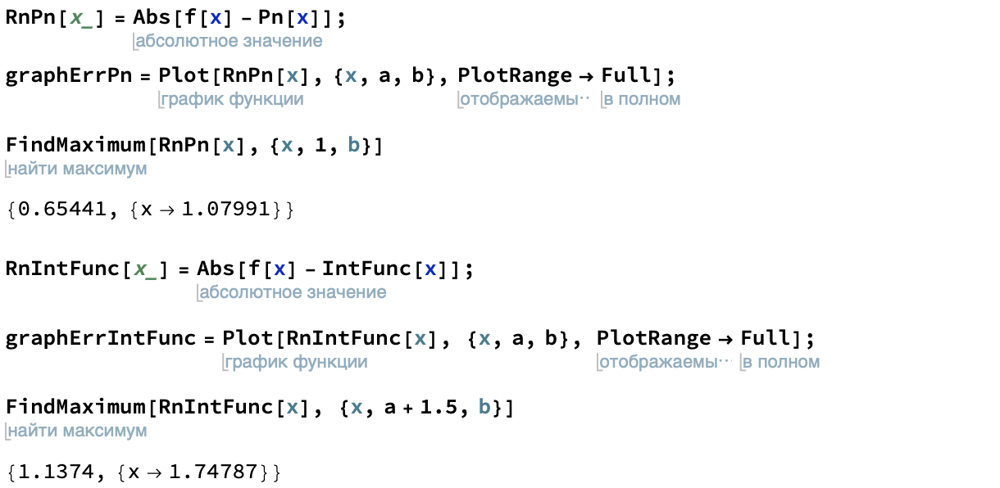 RnPn[x_] = Abs[f[x] - Pn[x]];
абсолютное значение
graphErrPn = Plot[RnPn[x], {x, a, b}, PlotRange → Full];
график функции отображаемы·· в полном
FindMaximum[RnPn[x], {x, 1, b}]
найти максимум
{0.65441, {x → 1.07991}}
RnIntFunc[x_] = Abs[f[x] - IntFunc[x]];
абсолютное значение
graphErrIntFunc = Plot[RnIntFunc[x], {x, a, b}, PlotRange → Full];
график функции отображаемы·· в полном
FindMaximum[RnIntFunc[x], {x, a + 1.5, b}]
найти максимум
{1.1374, {x → 1.74787}}